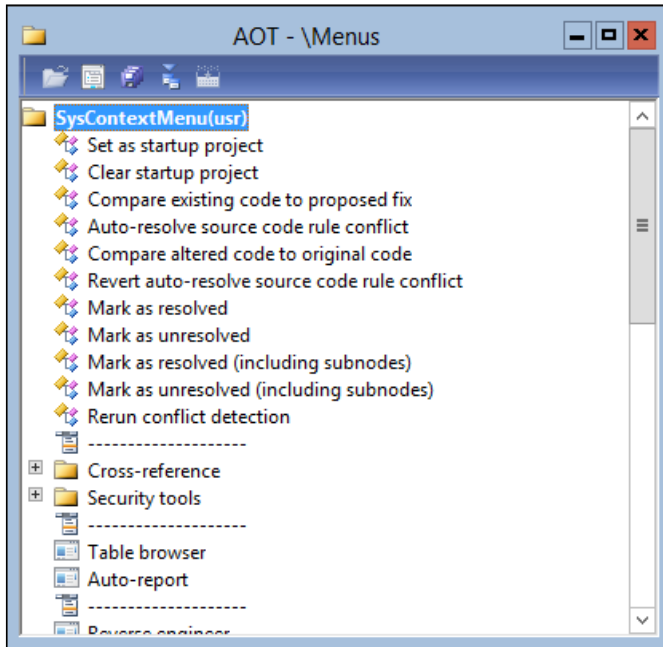 AOT - \Menus
SysContextMenu(usr)
Set as startup project
Clear startup project
Compare existing code to proposed fix
Auto-resolve source code rule conflict
Compare altered code to original code
Revert auto-resolve source code rule conflict
Mark as resolved
Mark as unresolved
Mark as resolved (including subnodes)
Mark as unresolved (including subnodes)
Rerun conflict detection
--------------------
Cross-reference
Security tools
--------------------
Table browser
Auto-report
--------------------
Reverse engineer